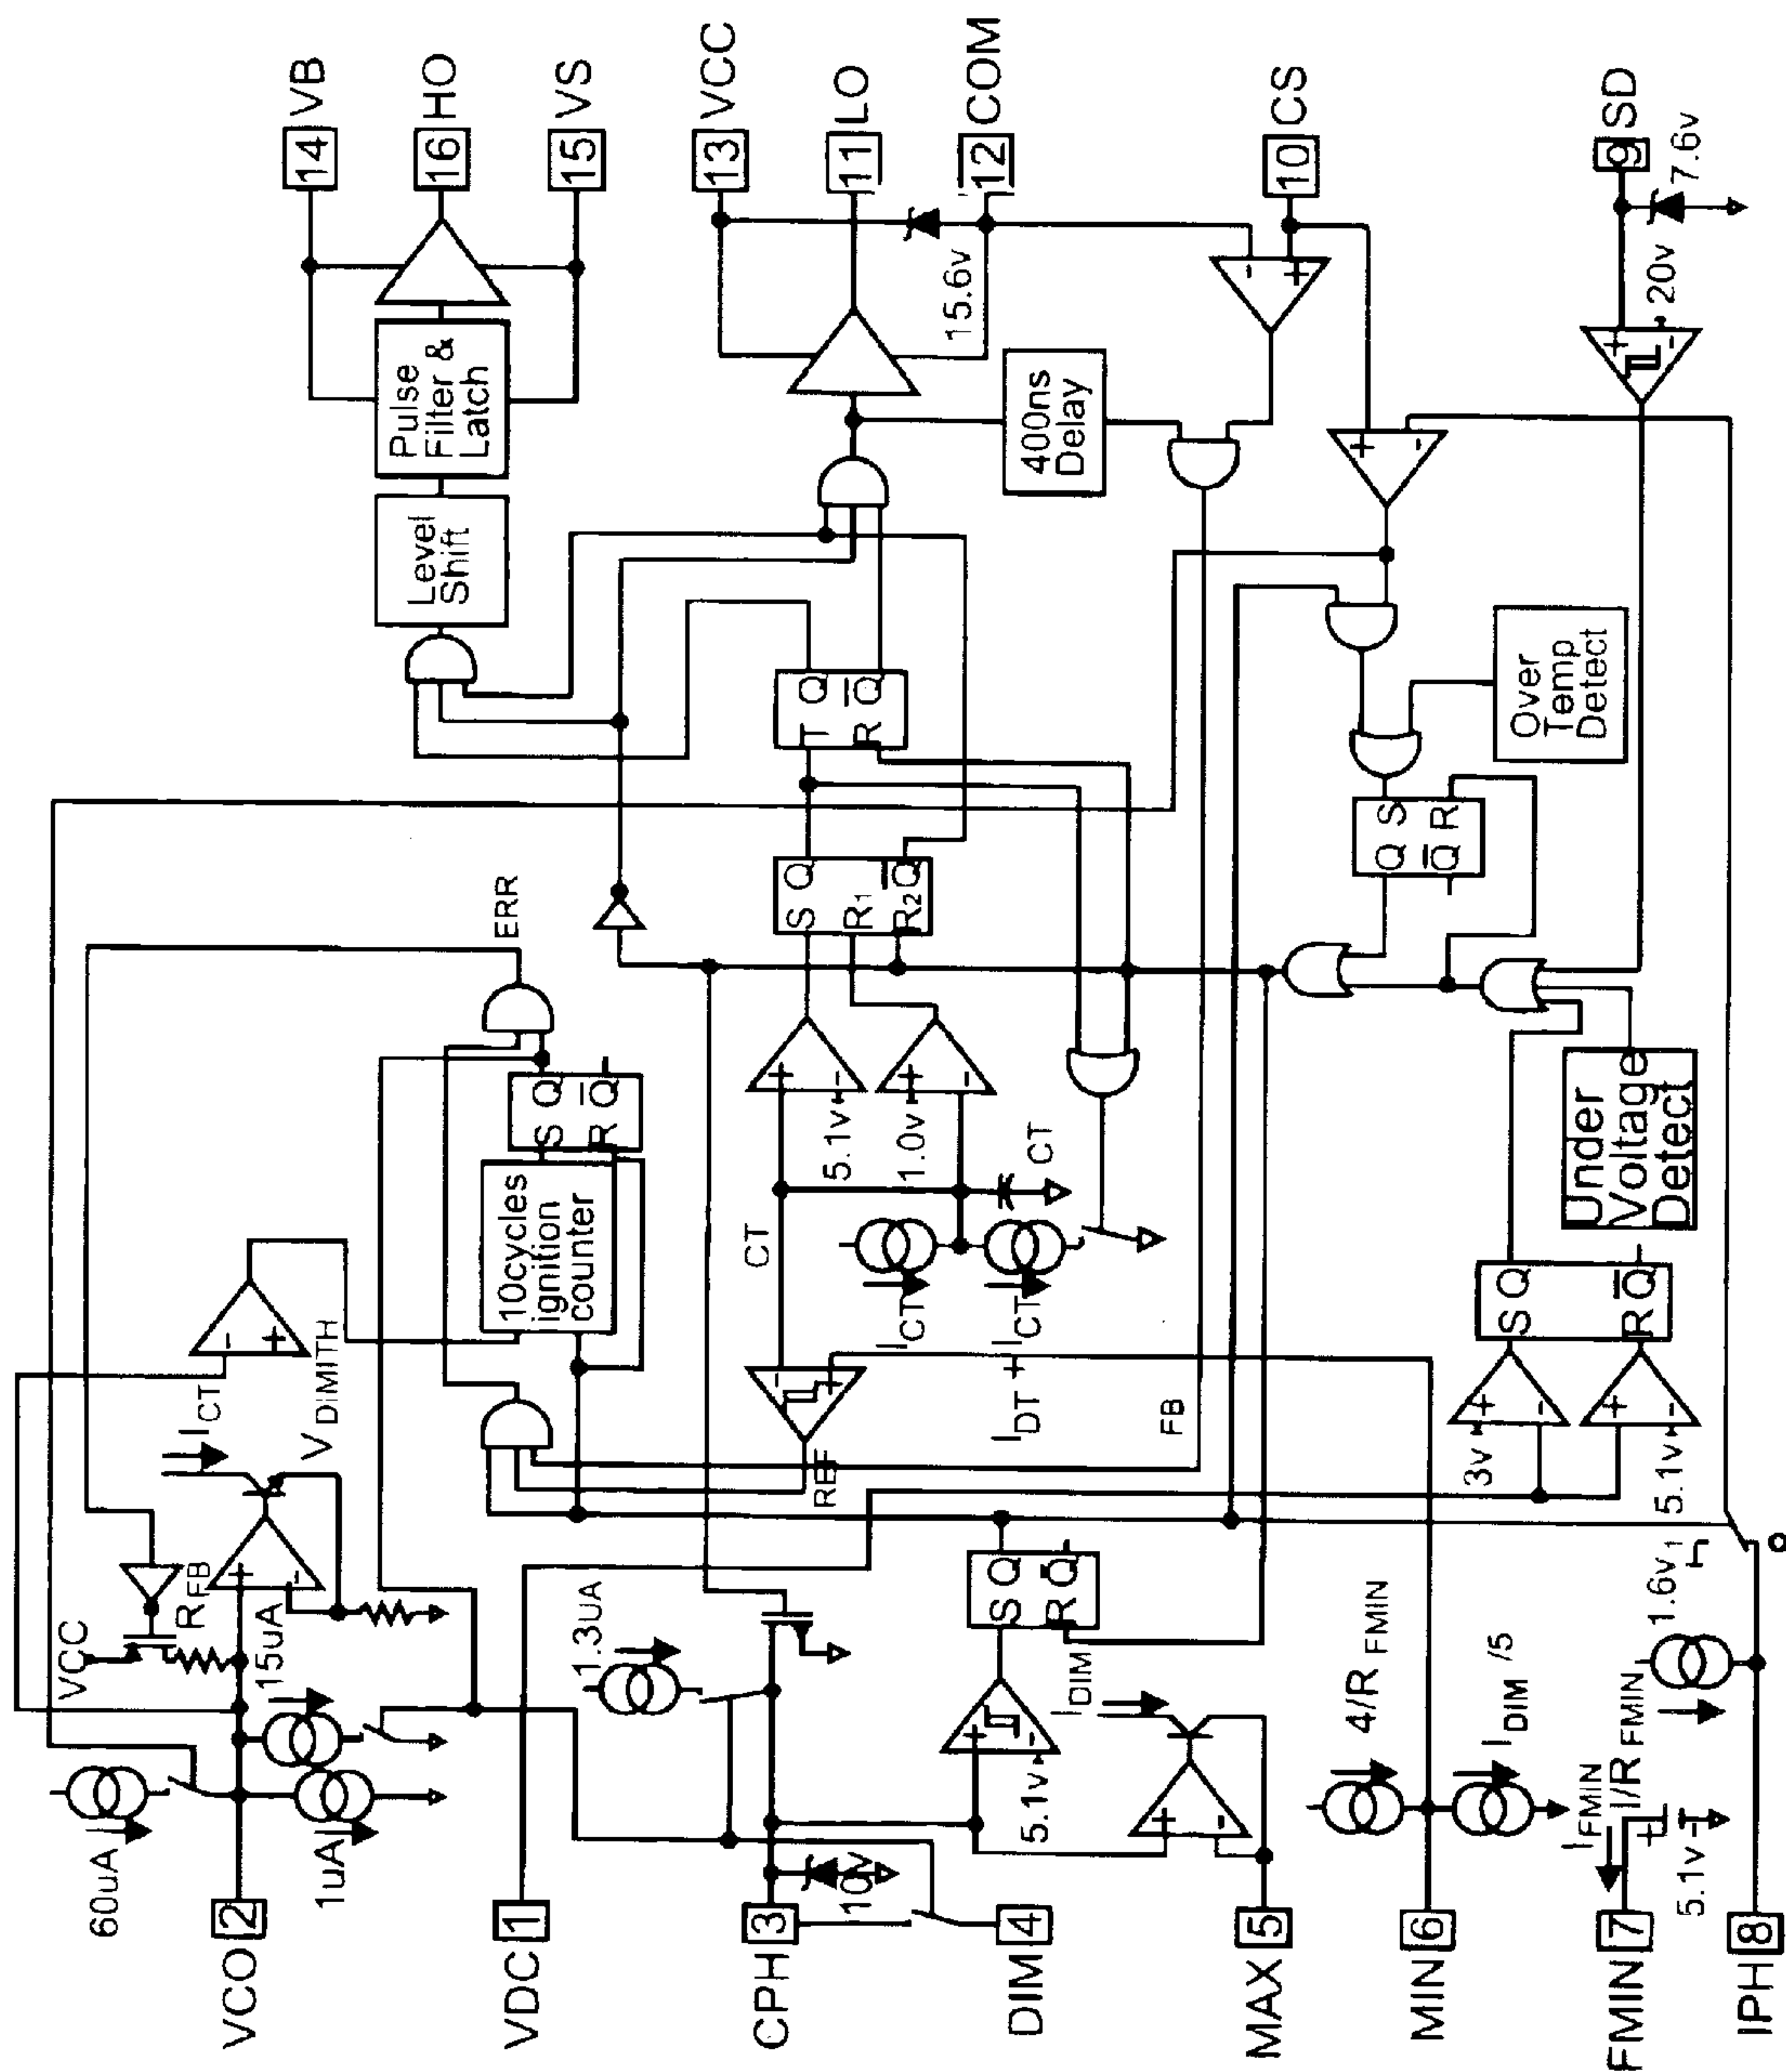 VCO 2
VDC 1
CPH 3
DIM 4
MAX 5
MIN 6
FMIN 7
IPH 8
14 VB
16 HO
15 VS
13 VCC
11 LO
12 COM
10 CS
9 SD
60uA
1uA
15uA
VCC
RFB
ICT
VDIMITH
ERR
10cycles
ignition
counter
S Q
R Q
1.3uA
10v
5.1v
S Q
R Q
IDIM
REF
FB
CT
5.1v
1.0v
ICT
IDT + ICT
CT
S Q
R1
R2 Q
T Q
R Q
Level
Shift
Pulse
Filter &
Latch
15.6v
400ns
Delay
4/RFMIN
IDIM /5
IFMIN
I/RFMIN
5.1v
1.6v
1
0
3v
5.1v
S Q
R Q
Under
Voltage
Detect
Q S
Q R
Over
Temp
Detect
20v
7.6v